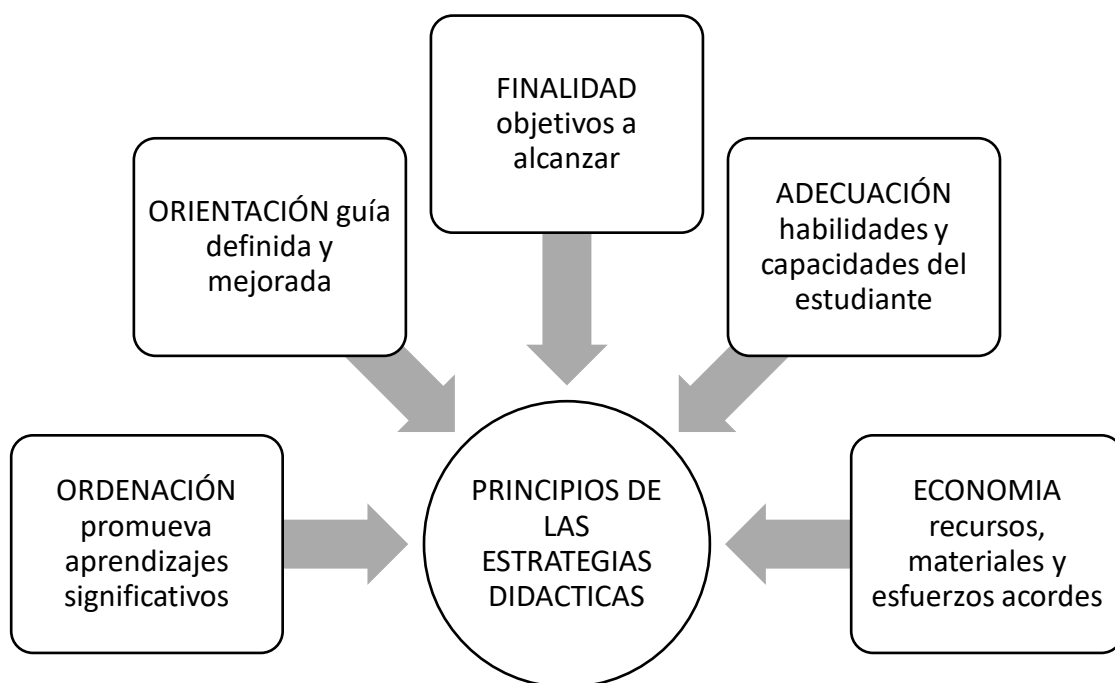 FINALIDAD
objetivos a
alcanzar
ORIENTACIÓN guía
definida y
mejorada
ADECUACIÓN
habilidades y
capacidades del
estudiante
ORDENACIÓN
promueva
aprendizajes
significativos
PRINCIPIOS DE
LAS
ESTRATEGIAS
DIDACTICAS
ECONOMIA
recursos,
materiales y
esfuerzos acordes